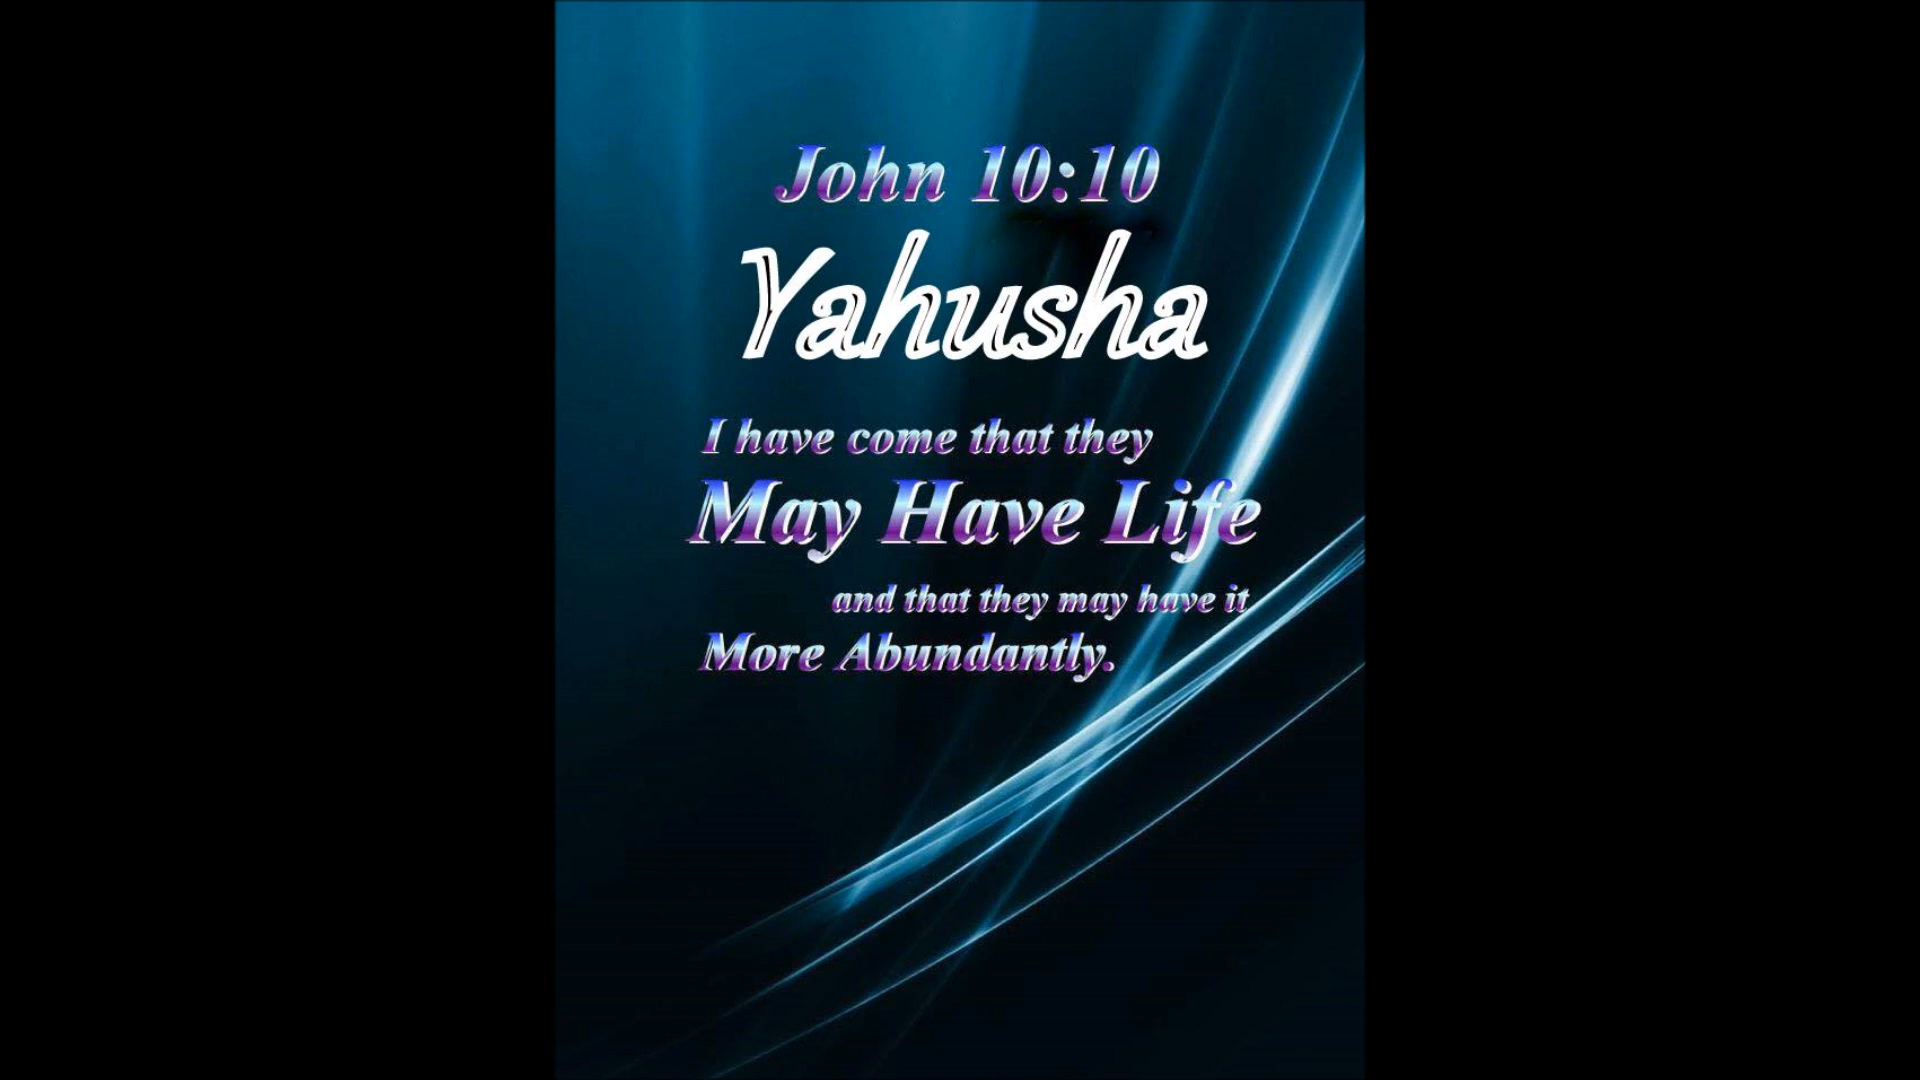 John 10:10
Yahusha
I have come that they
May Have Life
and that they may have it
More Abundantly.